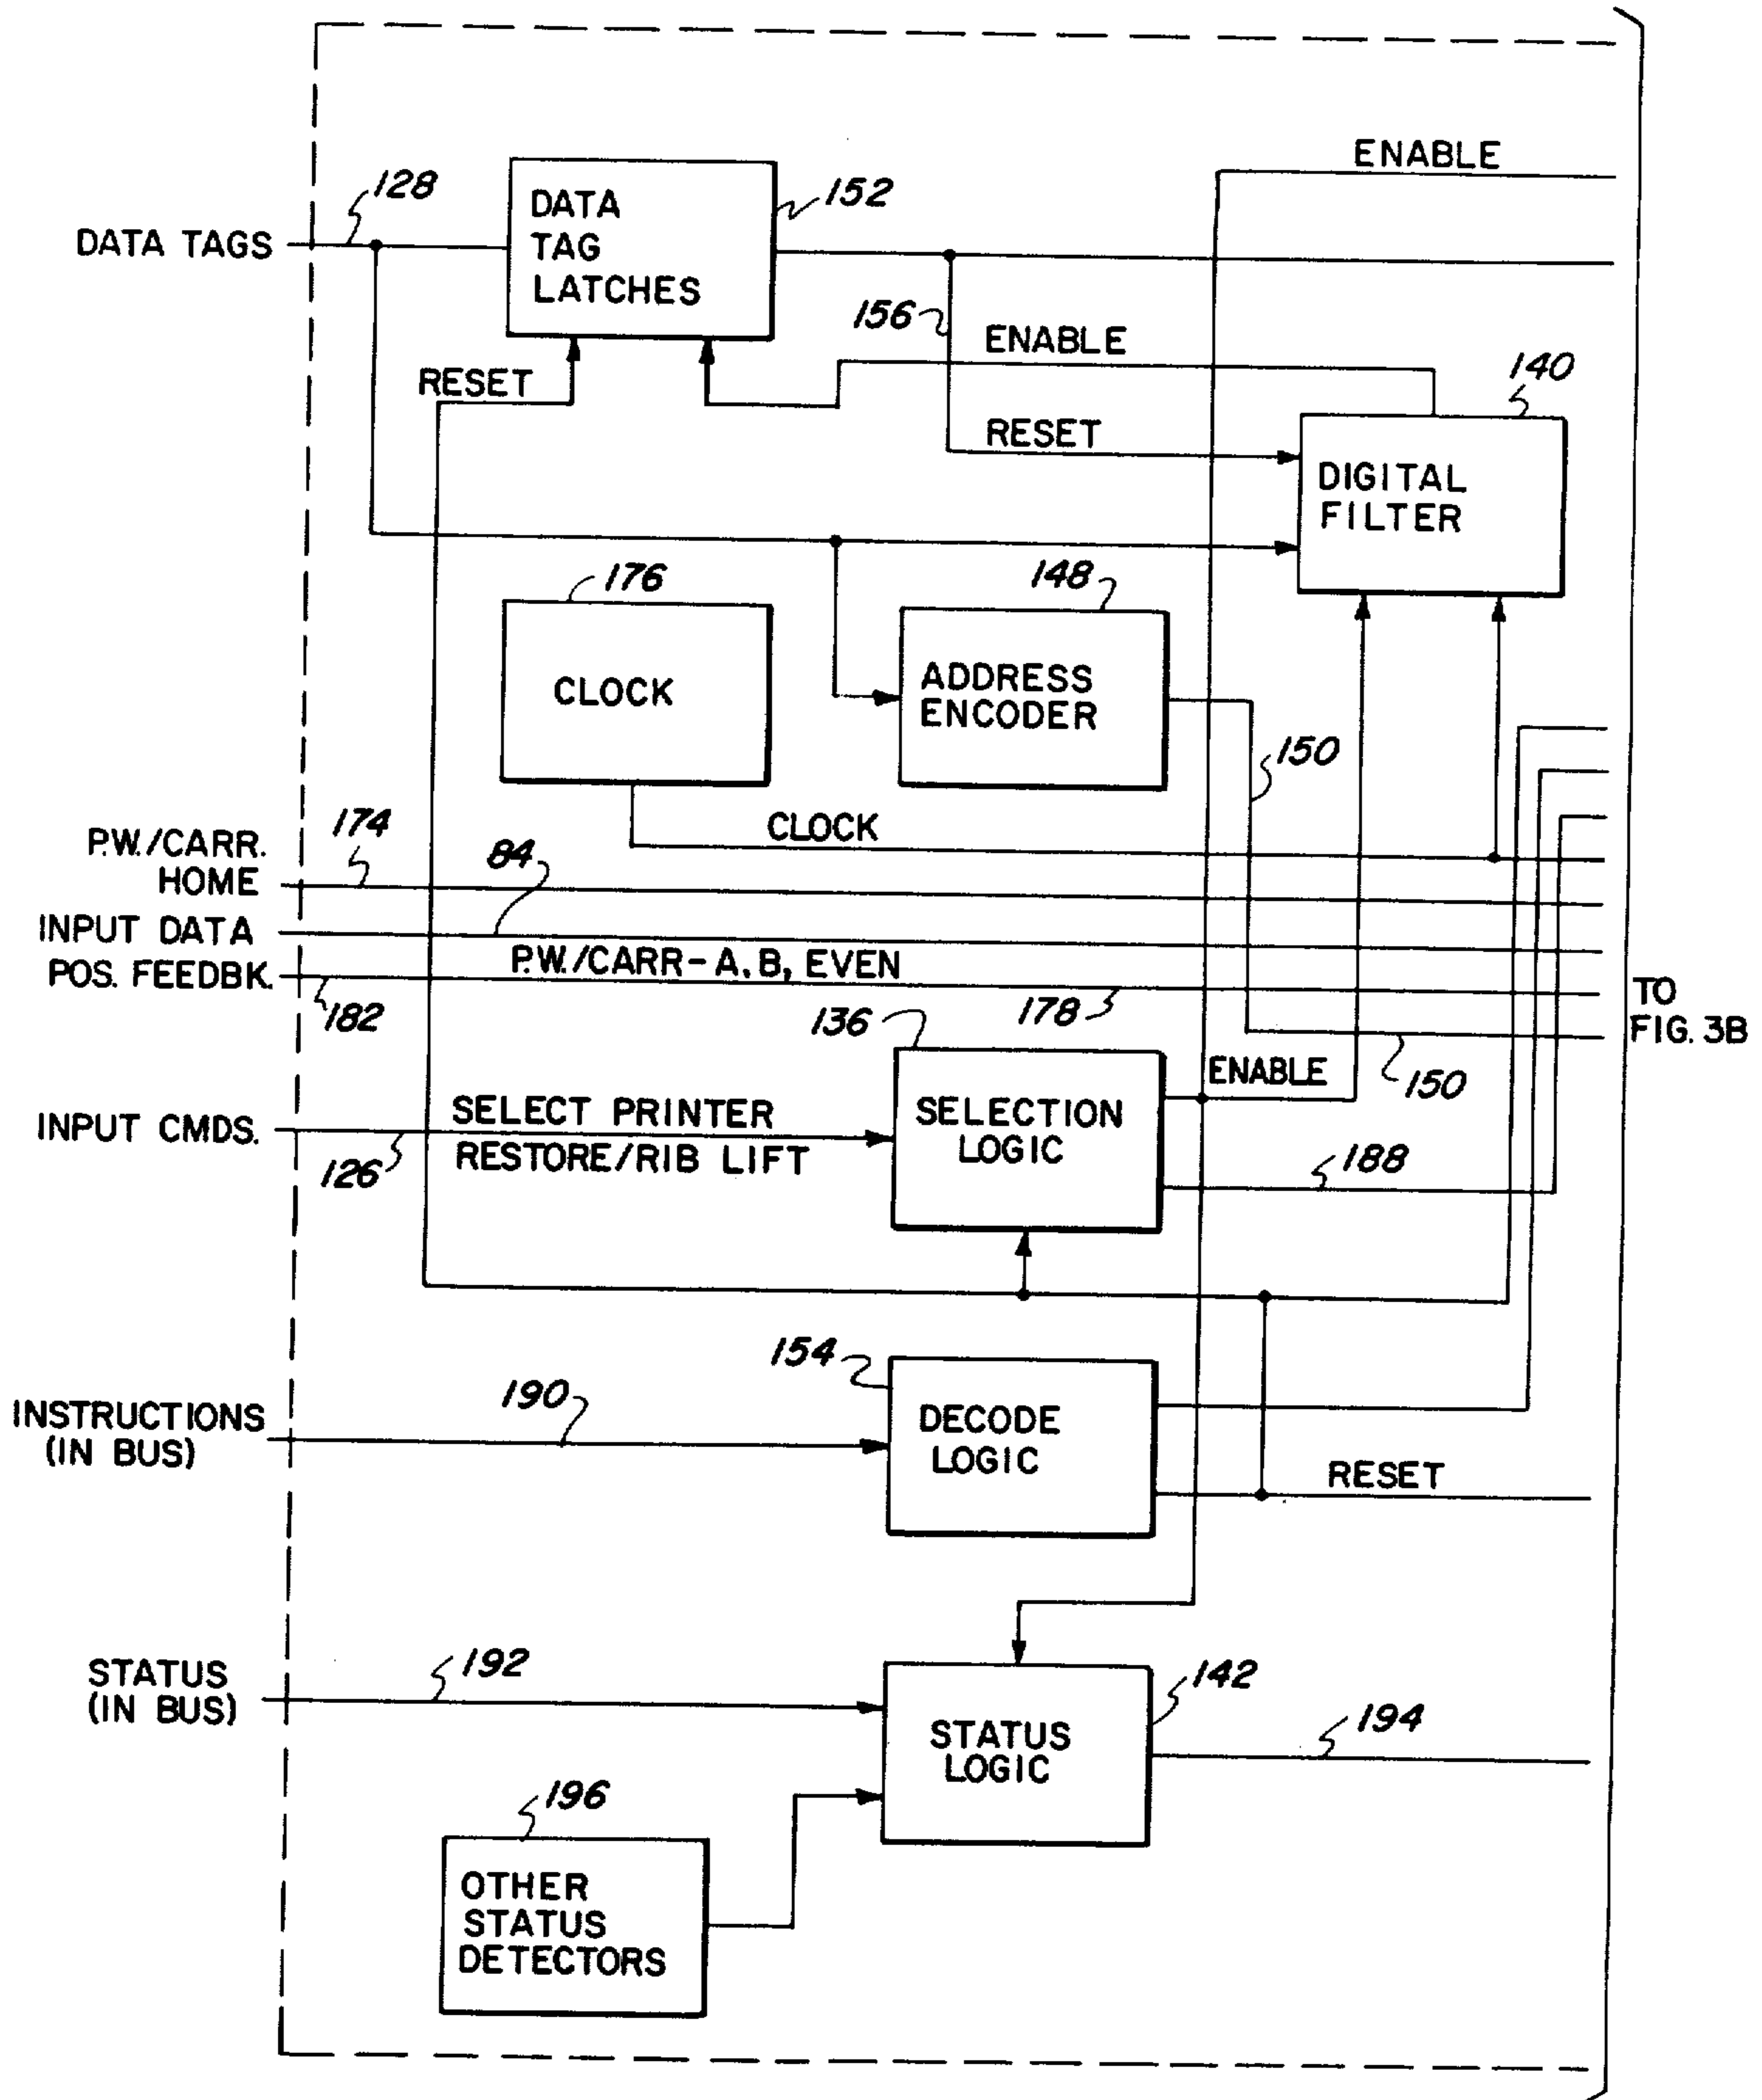 ENABLE
128
DATA TAGS
DATA
TAG
LATCHES
152
156
ENABLE
RESET
140
RESET
DIGITAL
FILTER
176
148
CLOCK
ADDRESS
ENCODER
150
P.W./CARR.
HOME
174
84
CLOCK
INPUT DATA
POS. FEEDBK.
P.W./CARR-A,B, EVEN
182
178
TO
FIG. 3B
136
150
ENABLE
INPUT CMDS.
SELECT PRINTER
RESTORE/RIB LIFT
126
SELECTION
LOGIC
188
154
INSTRUCTIONS
(IN BUS)
190
DECODE
LOGIC
RESET
STATUS
(IN BUS)
192
142
STATUS
LOGIC
194
196
OTHER
STATUS
DETECTORS